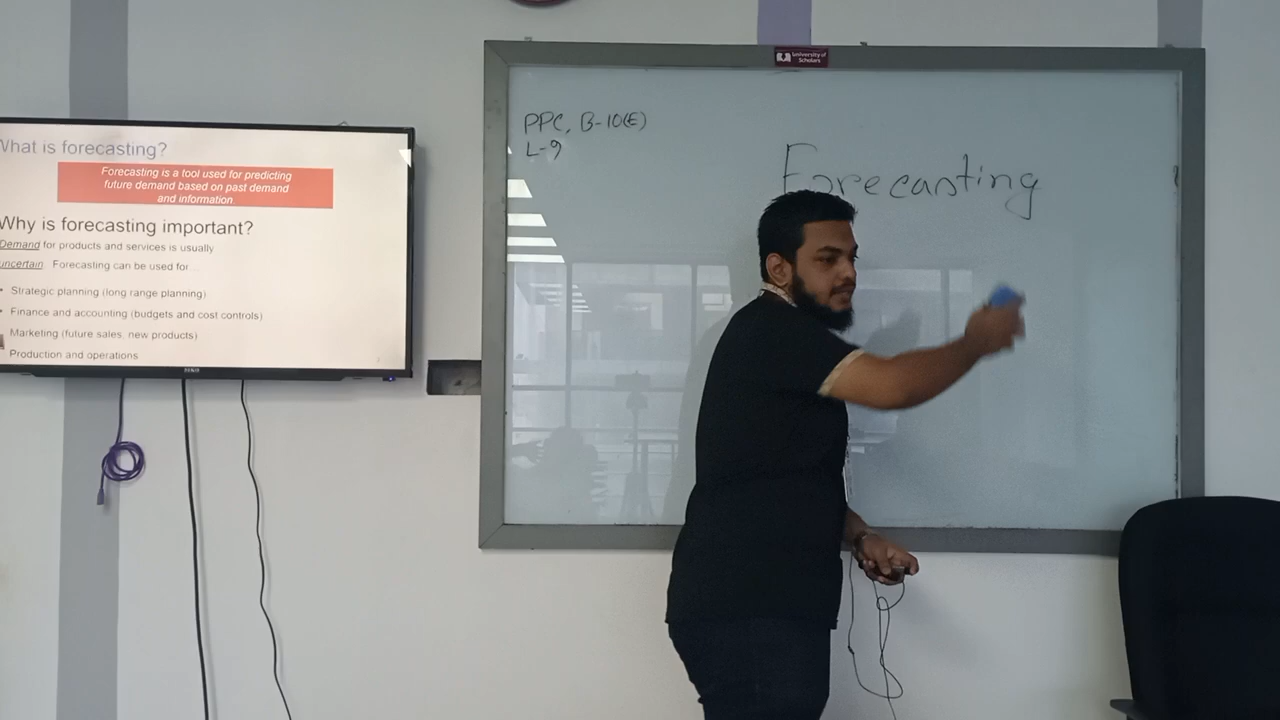 What is forecasting?
Forecasting is a tool used for predicting
future demand based on past demand
and information
Why is forecasting important?
Demand for products and services is usually
uncertain. Forecasting can be used for...
• Strategic planning (long range planning)
• Finance and accounting (budgets and cost controls)
Marketing (future sales, new products)
Production and operations
University of
Scholars
PPC, B-10(E)
L-9
Forecasting